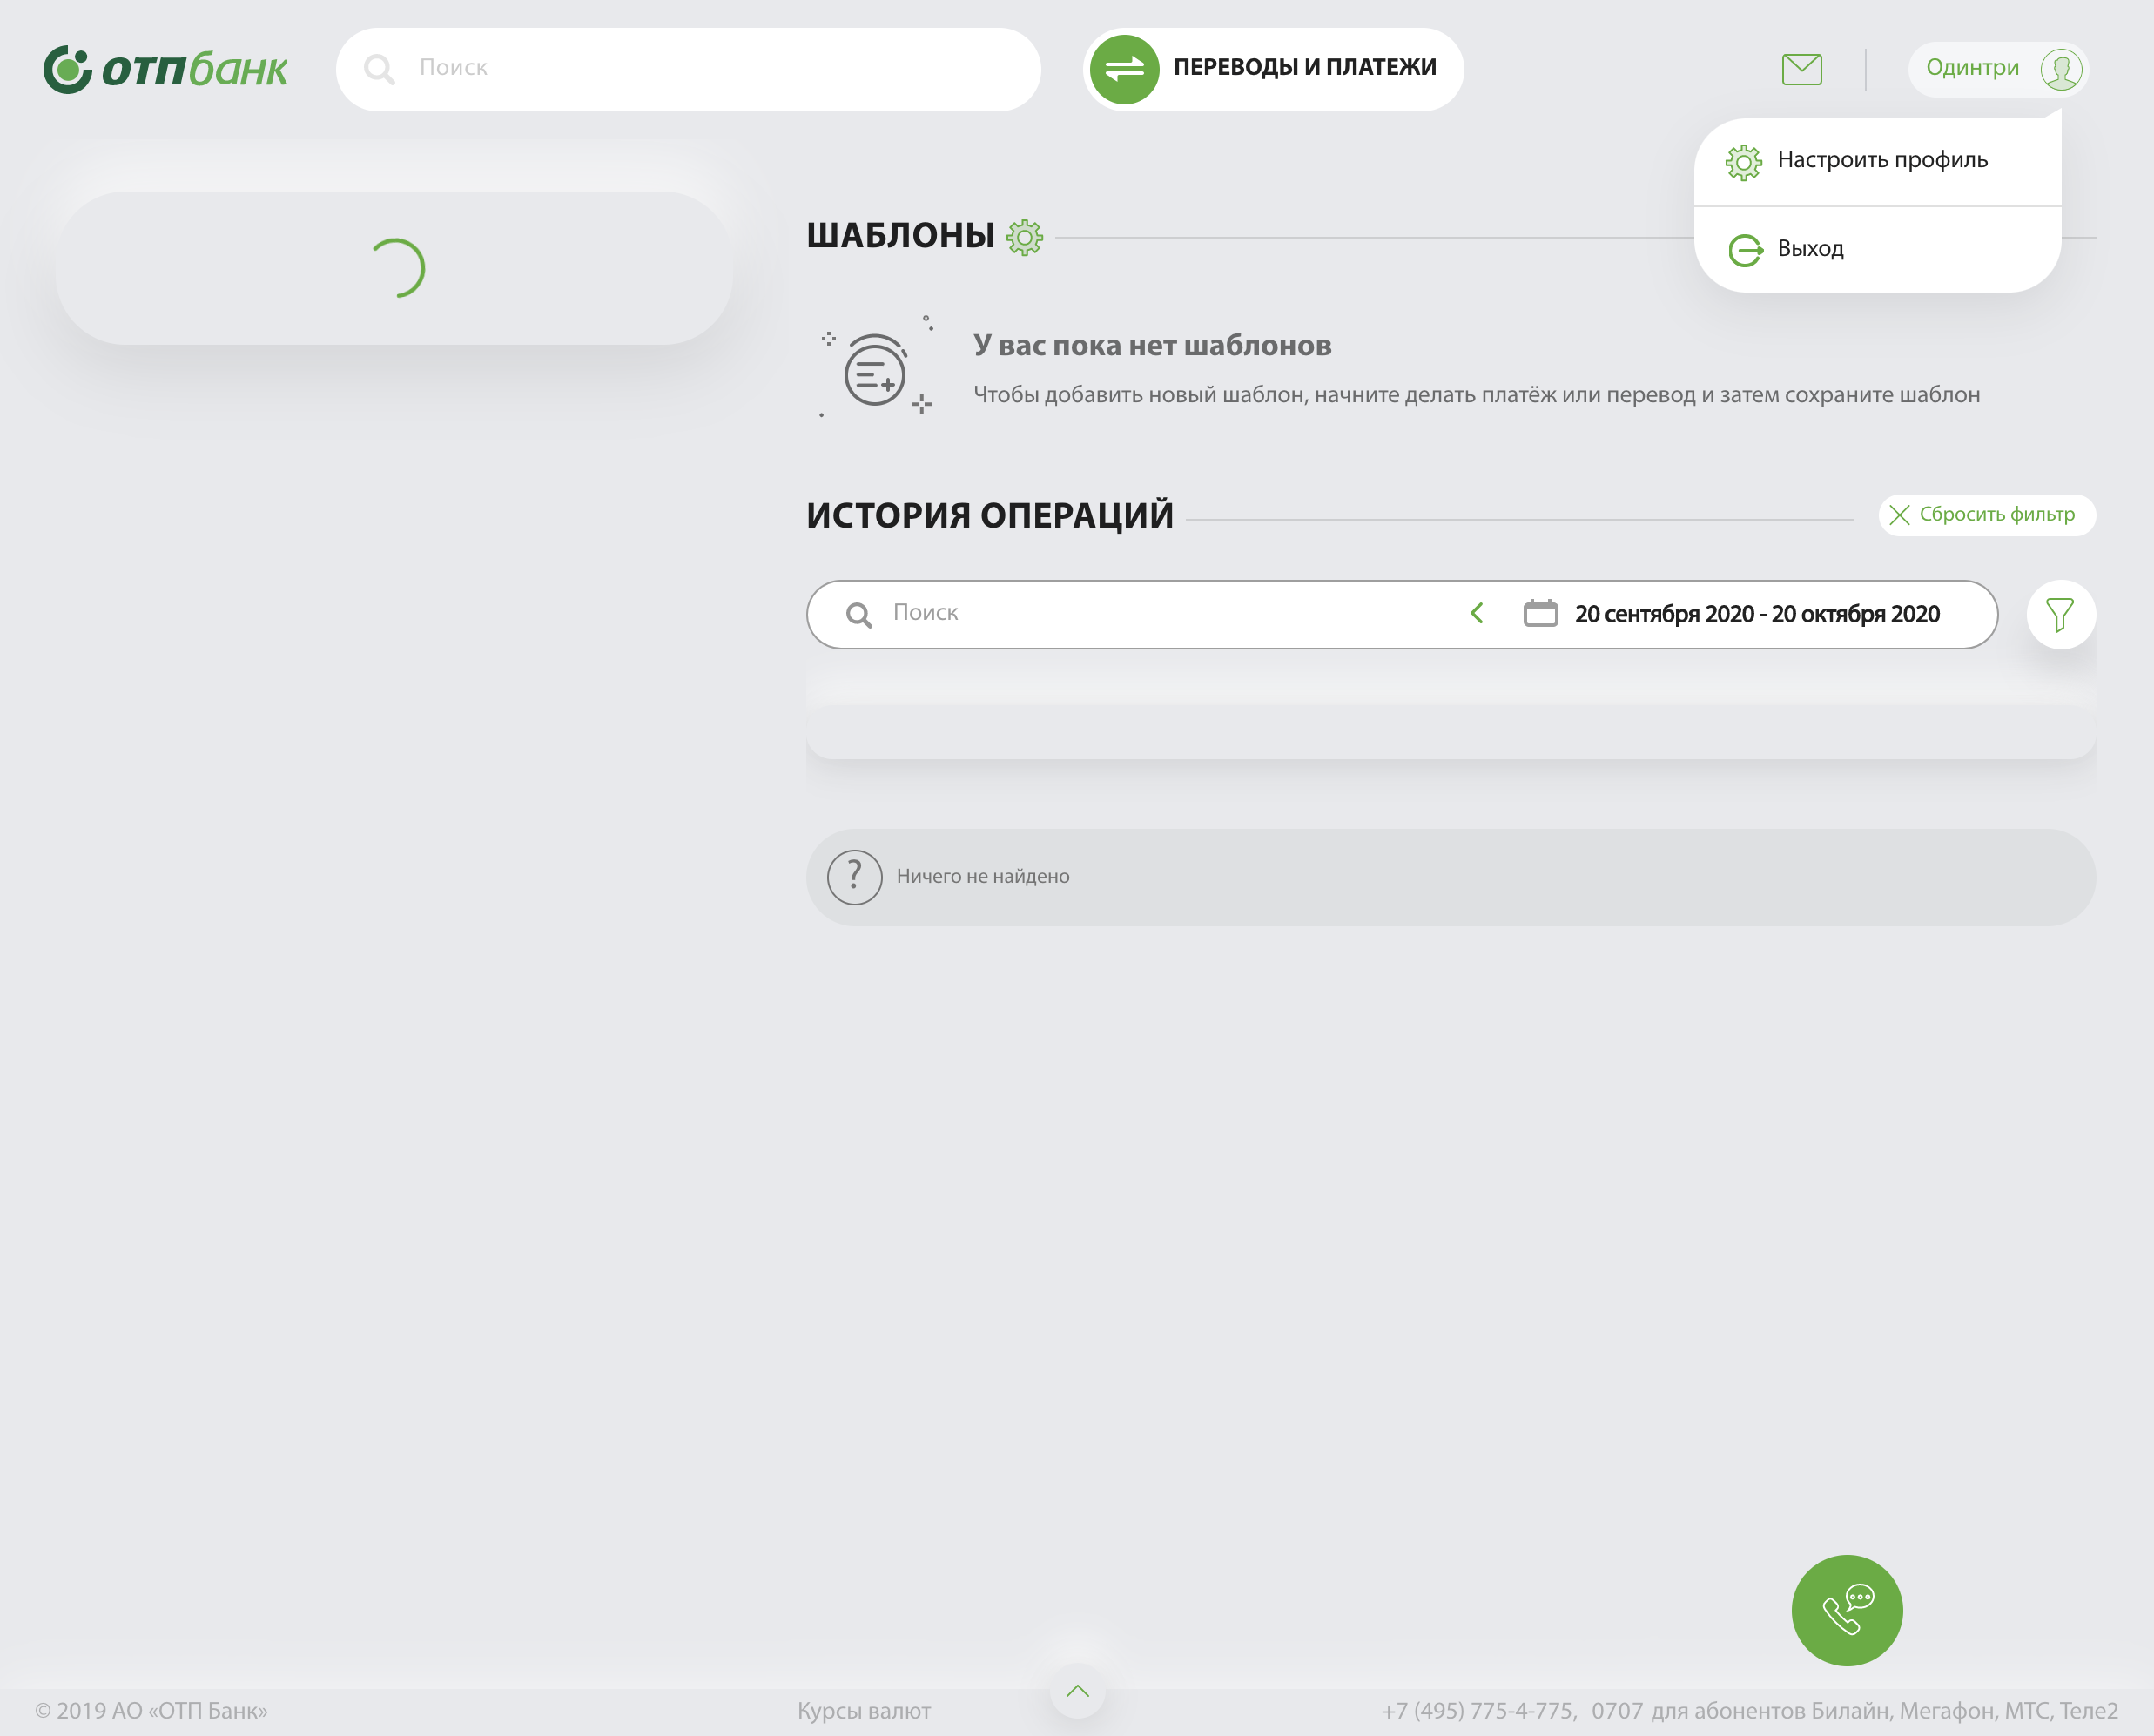 отпбанк
Поиск
ПЕРЕВОДЫ И ПЛАТЕЖИ
Одинтри
Настроить профиль
Выход
ШАБЛОНЫ
У вас пока нет шаблонов
Чтобы добавить новый шаблон, начните делать платёж или перевод и затем сохраните шаблон
ИСТОРИЯ ОПЕРАЦИЙ
Сбросить фильтр
Поиск
20 сентября 2020 - 20 октября 2020
?
Ничего не найдено
© 2019 АО «ОТП Банк»
Курсы валют
+7 (495) 775-4-775, 0707 для абонентов Билайн, Мегафон, МТС, Теле2